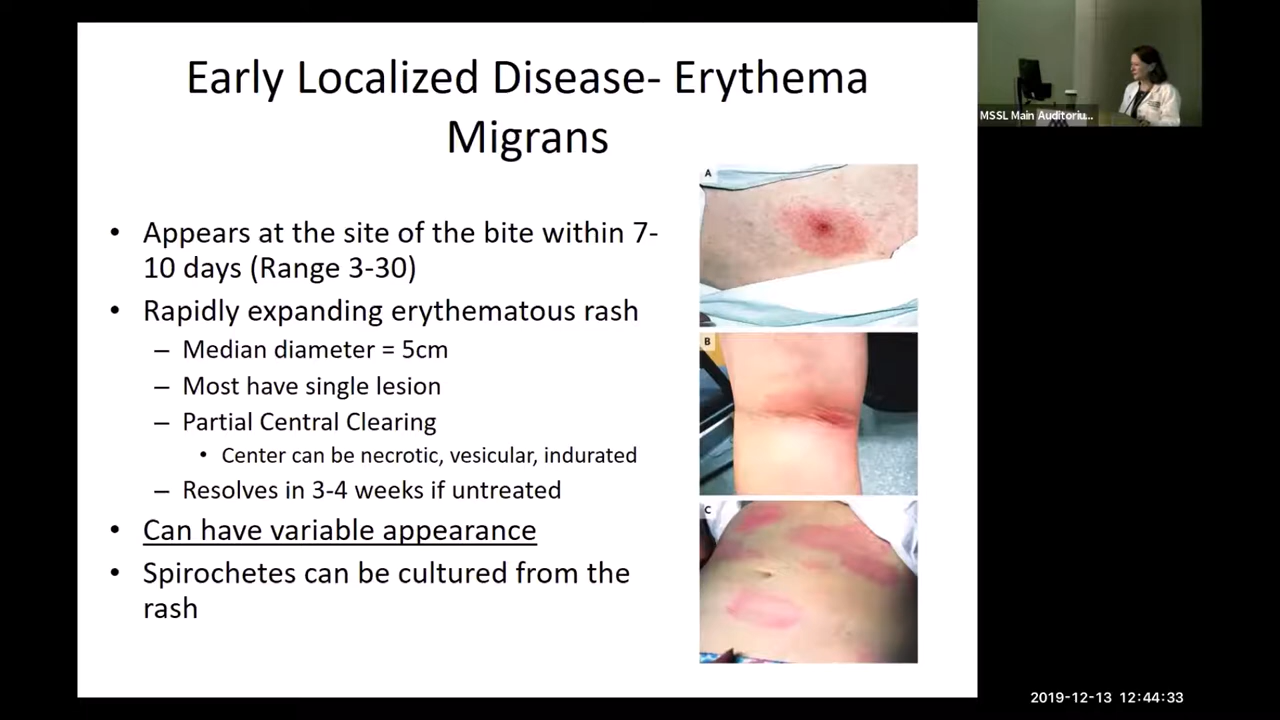 Early Localized Disease- Erythema
Migrans
• Appears at the site of the bite within 7-
10 days (Range 3-30)
• Rapidly expanding erythematous rash
– Median diameter = 5cm
– Most have single lesion
– Partial Central Clearing
• Center can be necrotic, vesicular, indurated
– Resolves in 3-4 weeks if untreated
• Can have variable appearance
• Spirochetes can be cultured from the
rash
A
B
C
MSSL Main Auditoriu...
2019-12-13 12:44:33